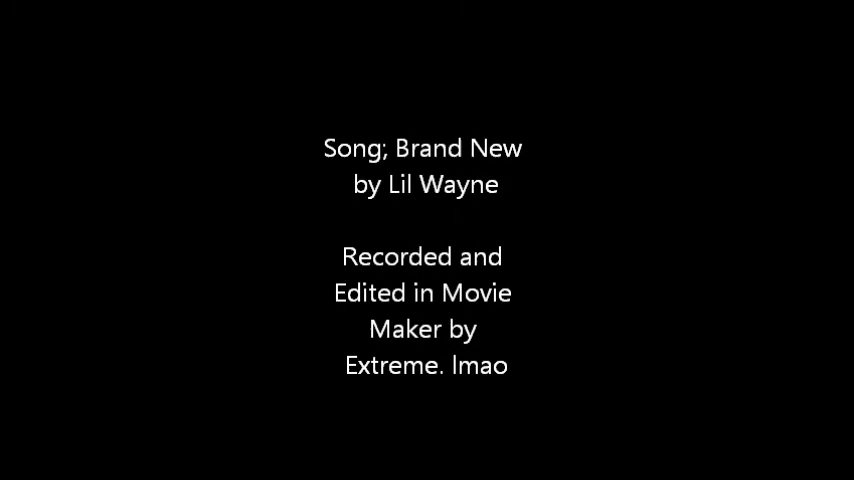 Song; Brand New
by Lil Wayne
Recorded and
Edited in Movie
Maker by
Extreme. lmao